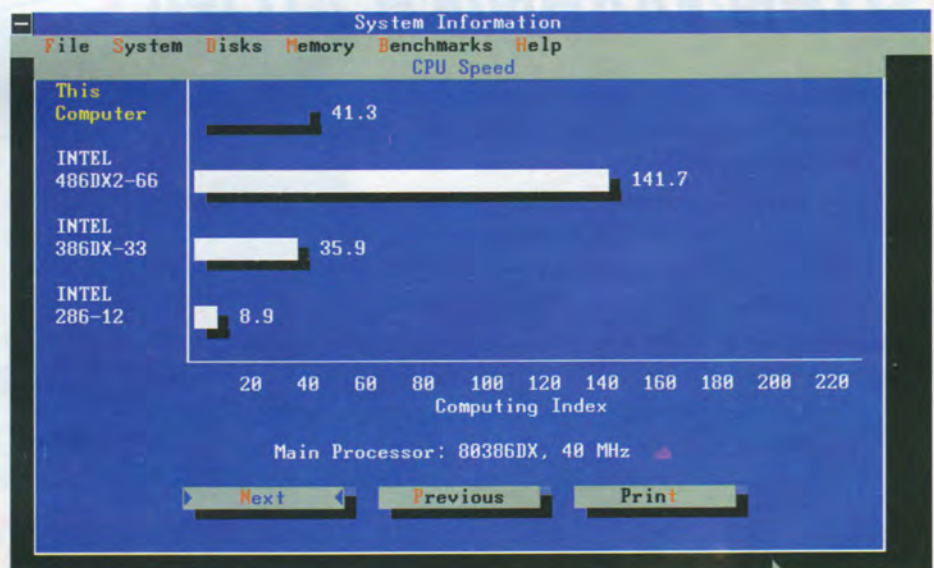 System Information
File System Disks Memory Benchmarks Help
CPU Speed
This
Computer
41.3
INTEL
486DX2-66
141.7
INTEL
386DX-33
35.9
INTEL
286-12
8.9
20 40 60 80 100 120 140 160 180 200 220
Computing Index
Main Processor: 80386DX, 40 MHz
Next Previous Print